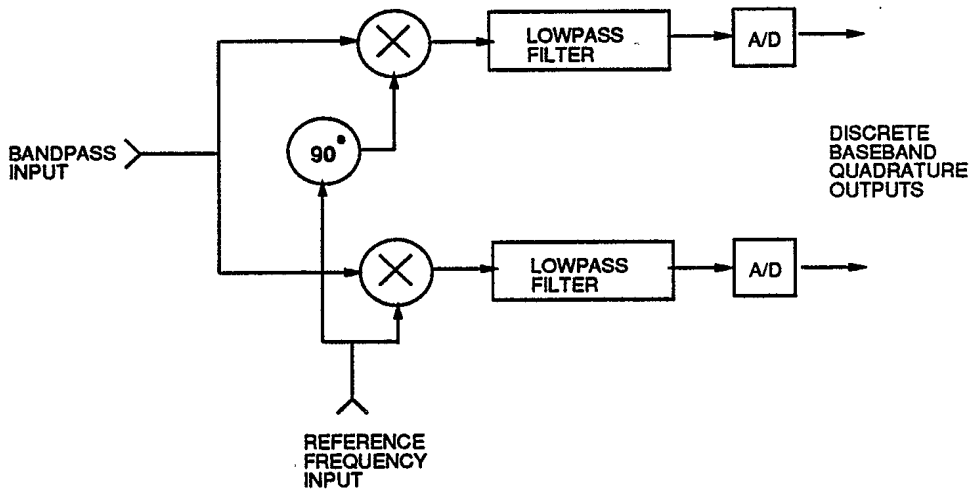 LOWPASS
FILTER
A/D
90°
BANDPASS
INPUT
DISCRETE
BASEBAND
QUADRATURE
OUTPUTS
LOWPASS
FILTER
A/D
REFERENCE
FREQUENCY
INPUT